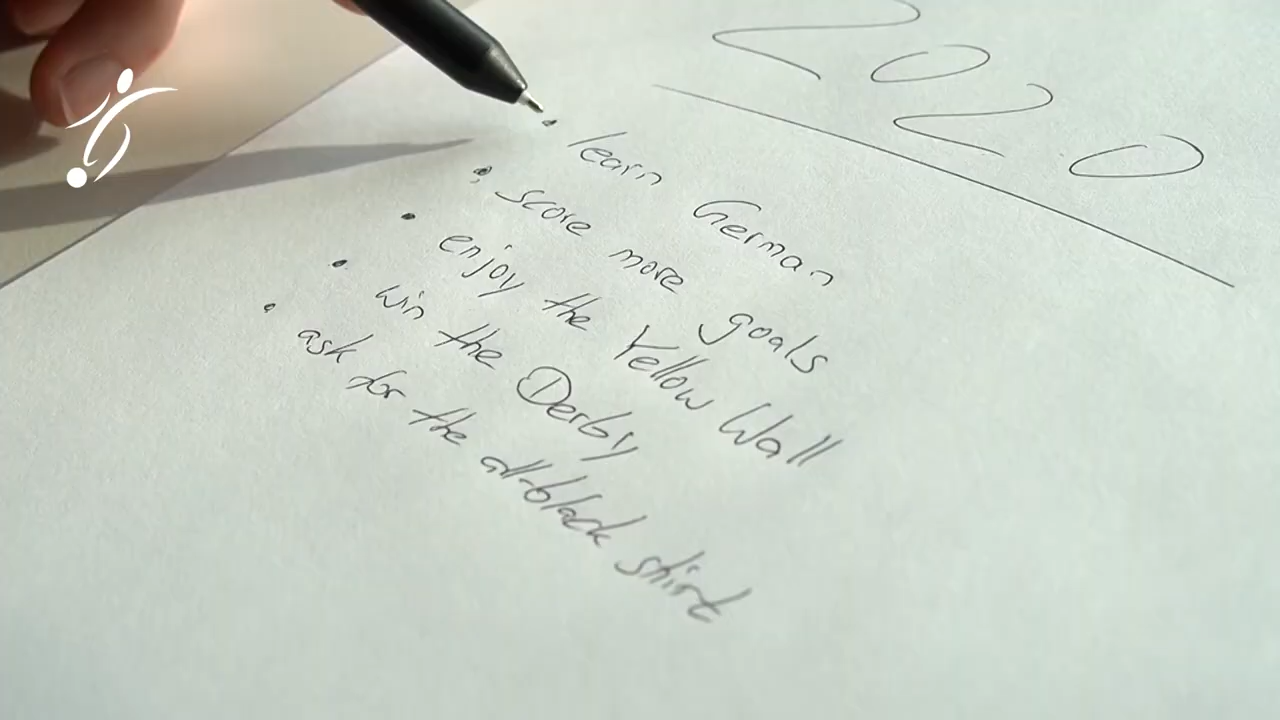 2020
• learn German
• score more goals
• enjoy the Yellow Wall
• win the Derby
• ask for the all-black shirt